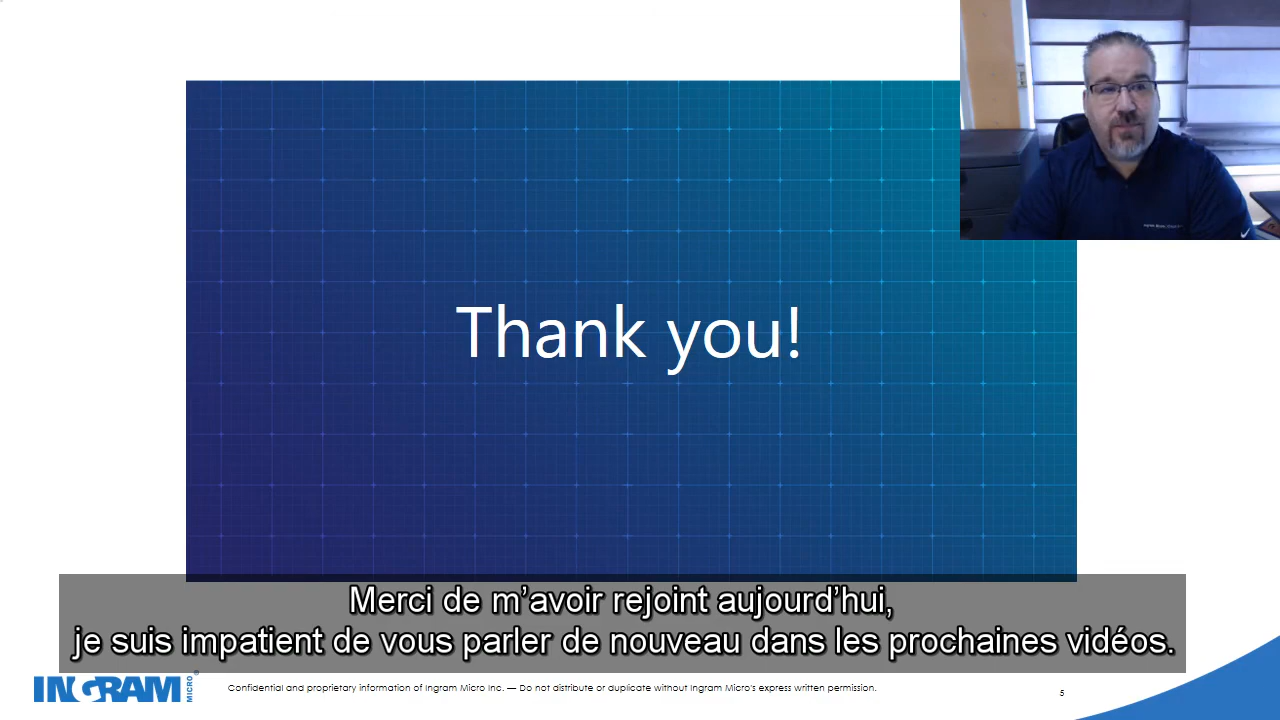 Thank you!
Merci de m’avoir rejoint aujourd’hui,
je suis impatient de vous parler de nouveau dans les prochaines vidéos.
INGRAM MICRO®
Confidential and proprietary information of Ingram Micro Inc. — Do not distribute or duplicate without Ingram Micro's express written permission.
5